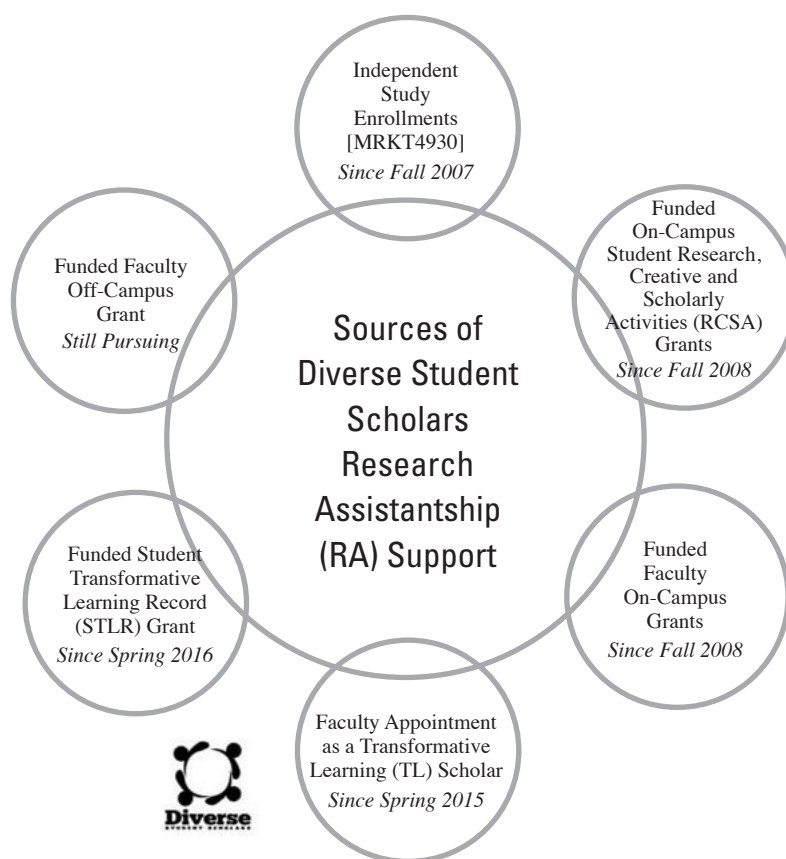 Independent
Study
Enrollments
[MRKT4930]
Since Fall 2007
Funded
On-Campus
Student Research,
Creative and
Scholarly
Activities (RCSA)
Grants
Since Fall 2008
Funded
Faculty
On-Campus
Grants
Since Fall 2008
Faculty Appointment
as a Transformative
Learning (TL) Scholar
Since Spring 2015
Funded Student
Transformative
Learning Record
(STLR) Grant
Since Spring 2016
Funded Faculty
Off-Campus
Grant
Still Pursuing
Sources of
Diverse Student
Scholars
Research
Assistantship
(RA) Support
Diverse
STUDENT SCHOLARS